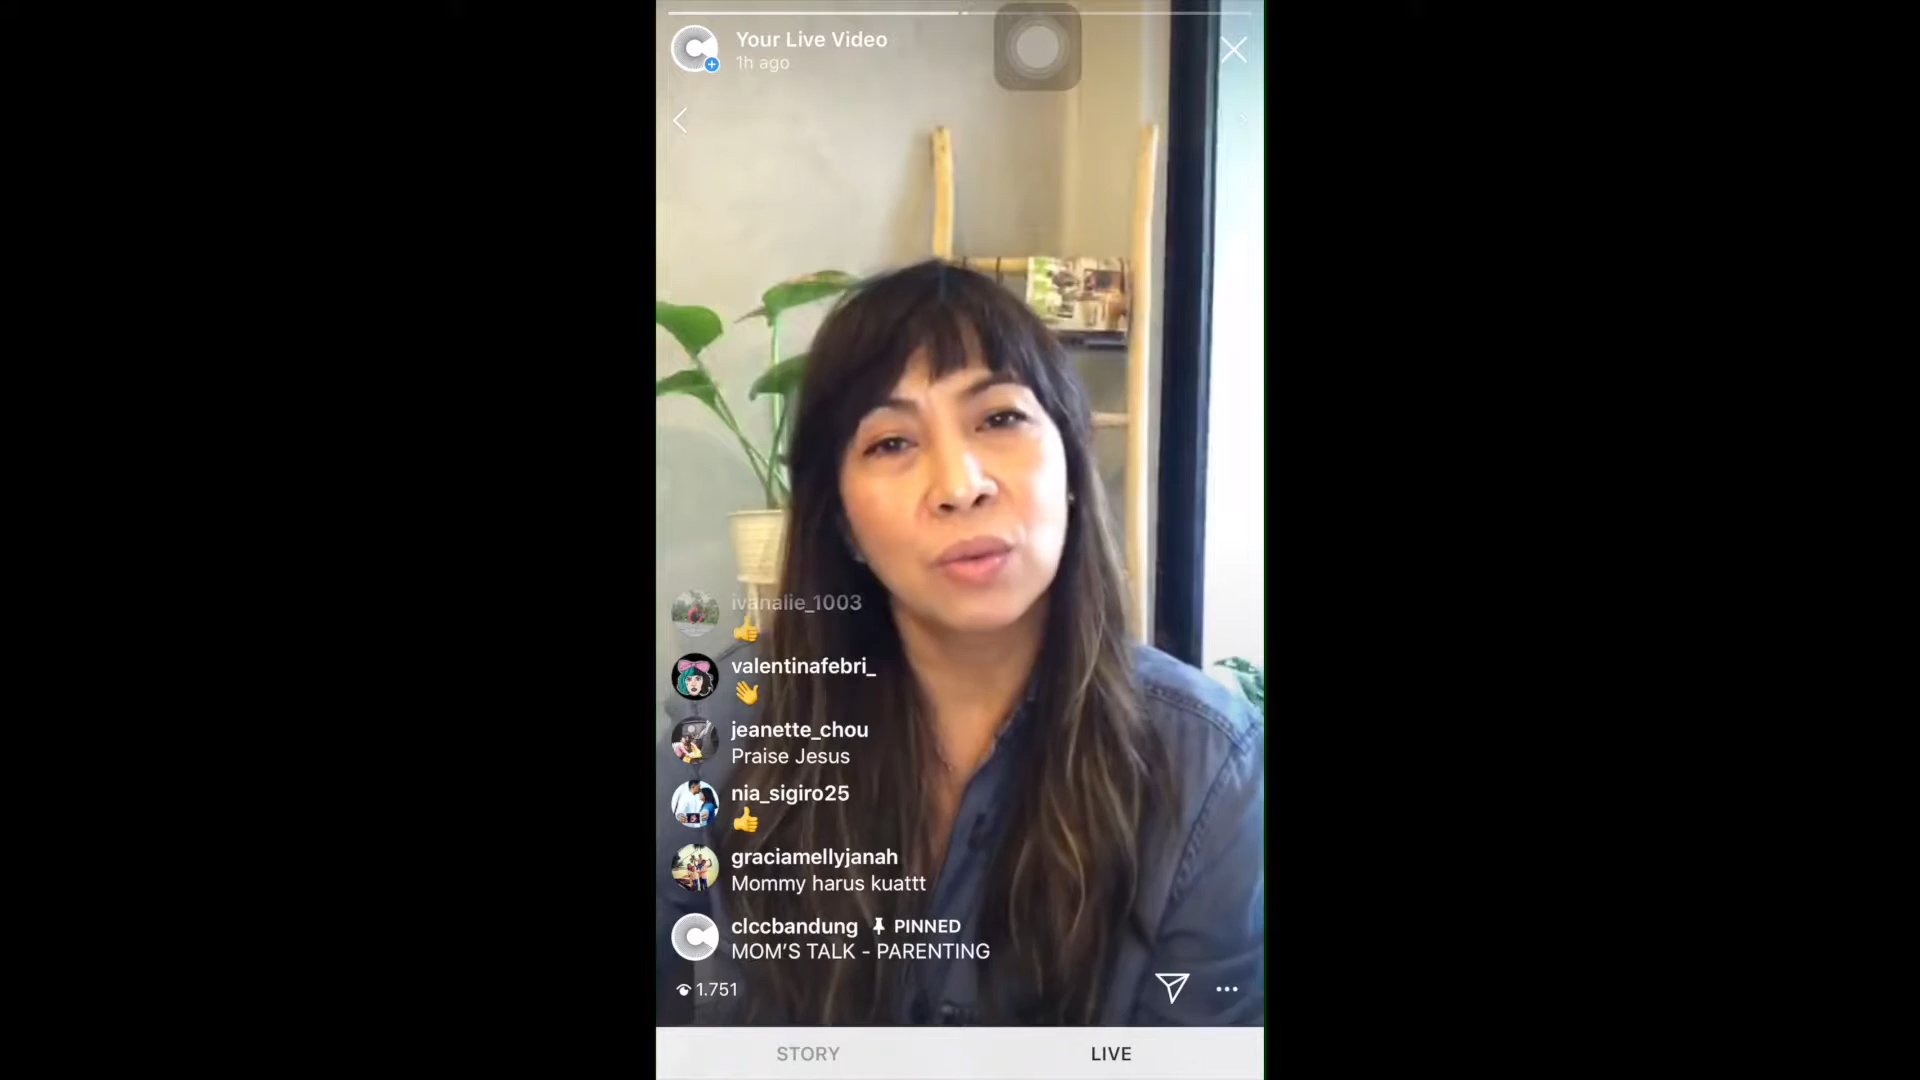 Your Live Video
1h ago
ivanalie_1003
👍
valentinafebri_
👋
jeanette_chou
Praise Jesus
nia_sigiro25
👍
graciamellyjanah
Mommy harus kuattt
clccbandung PINNED
MOM’S TALK - PARENTING
1.751
STORY
LIVE